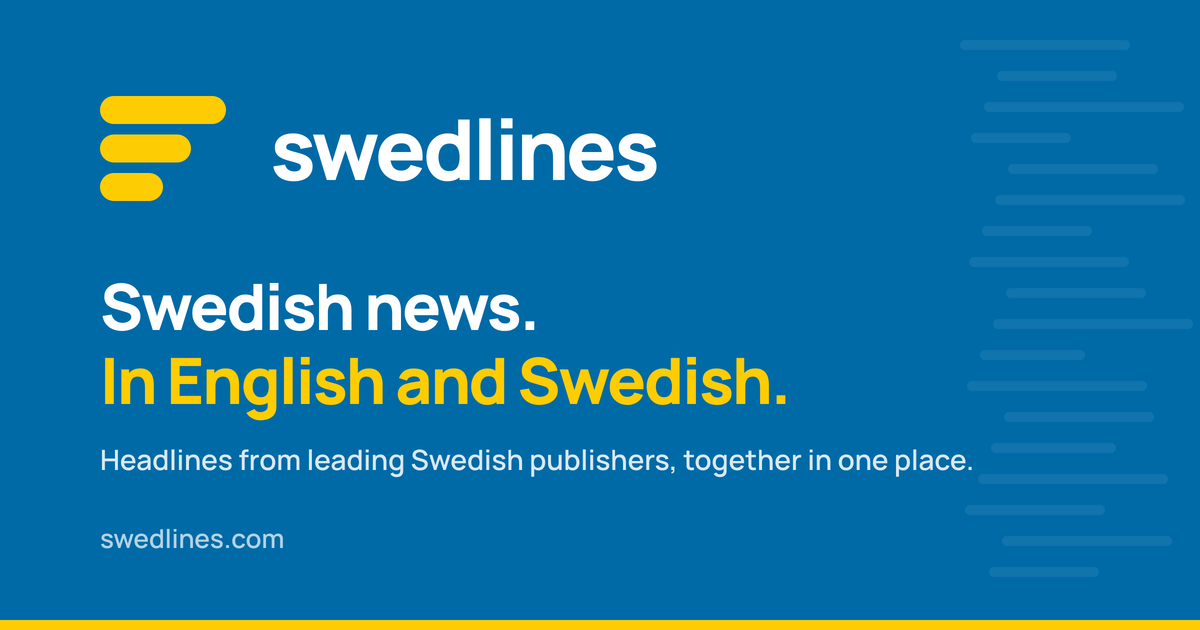 swedlines
Swedish news.
In English and Swedish.
Headlines from leading Swedish publishers, together in one place.
swedlines.com